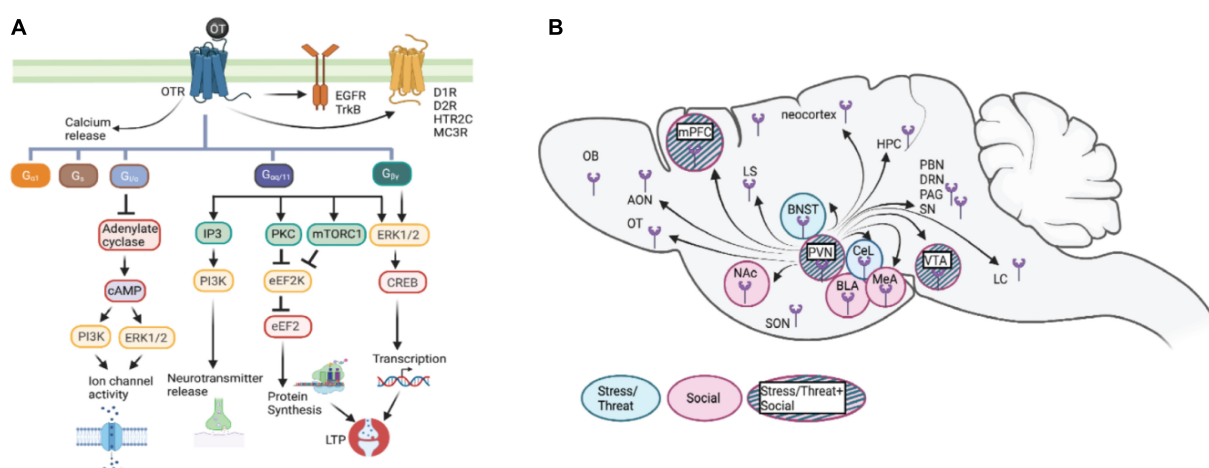 A
OT
OTR
EGFR
TrkB
D1R
D2R
HTR2C
MC3R
Calcium
release
Gα1
Gs
Gi/o
Gαq/11
Gβγ
Adenylate
cyclase
IP3
PKC
mTORC1
ERK1/2
PI3K
eEF2K
CREB
cAMP
eEF2
PI3K
ERK1/2
Ion channel
activity
Neurotransmitter
release
Protein
Synthesis
Transcription
LTP
B
neocortex
mPFC
HPC
OB
AON
LS
PBN
DRN
PAG
SN
OT
BNST
PVN
CeL
VTA
NAc
BLA
MeA
LC
SON
Stress/
Threat
Social
Stress/Threat+
Social